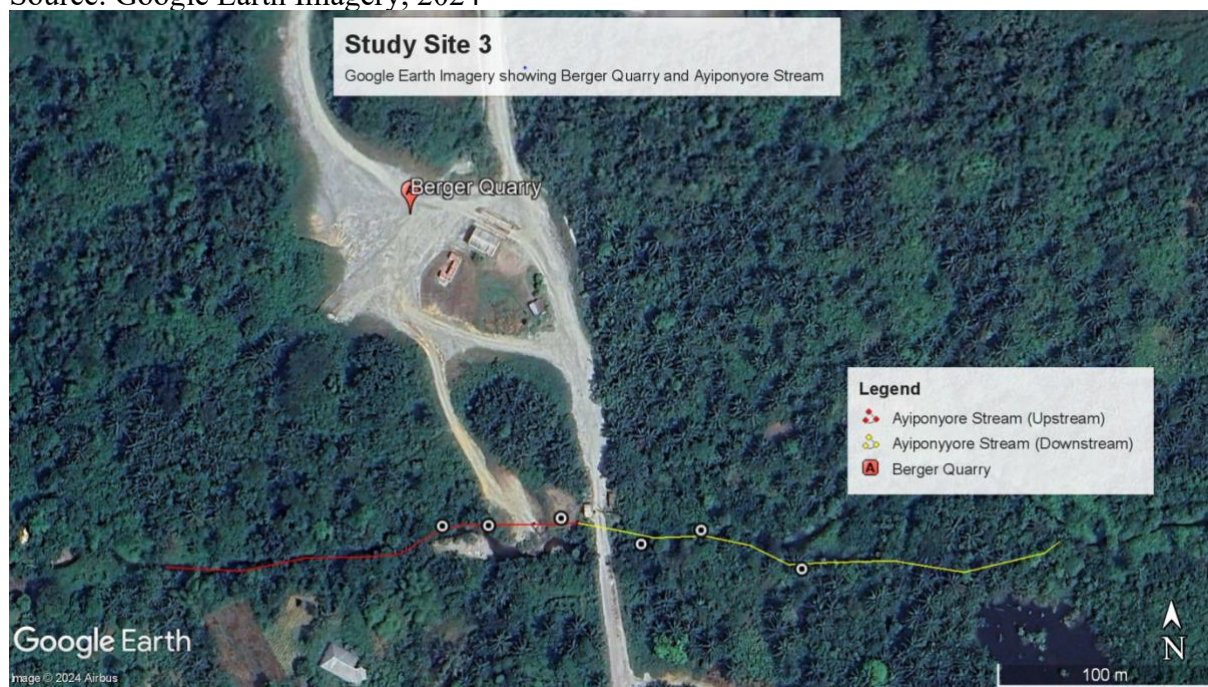 Source: Google Earth Imagery, 2024
Study Site 3
Google Earth Imagery showing Berger Quarry and Ayiponyore Stream
Berger Quarry
Legend
Ayiponyore Stream (Upstream)
Ayiponyyore Stream (Downstream)
A Berger Quarry
Google Earth
Image © 2024 Airbus
N
100 m